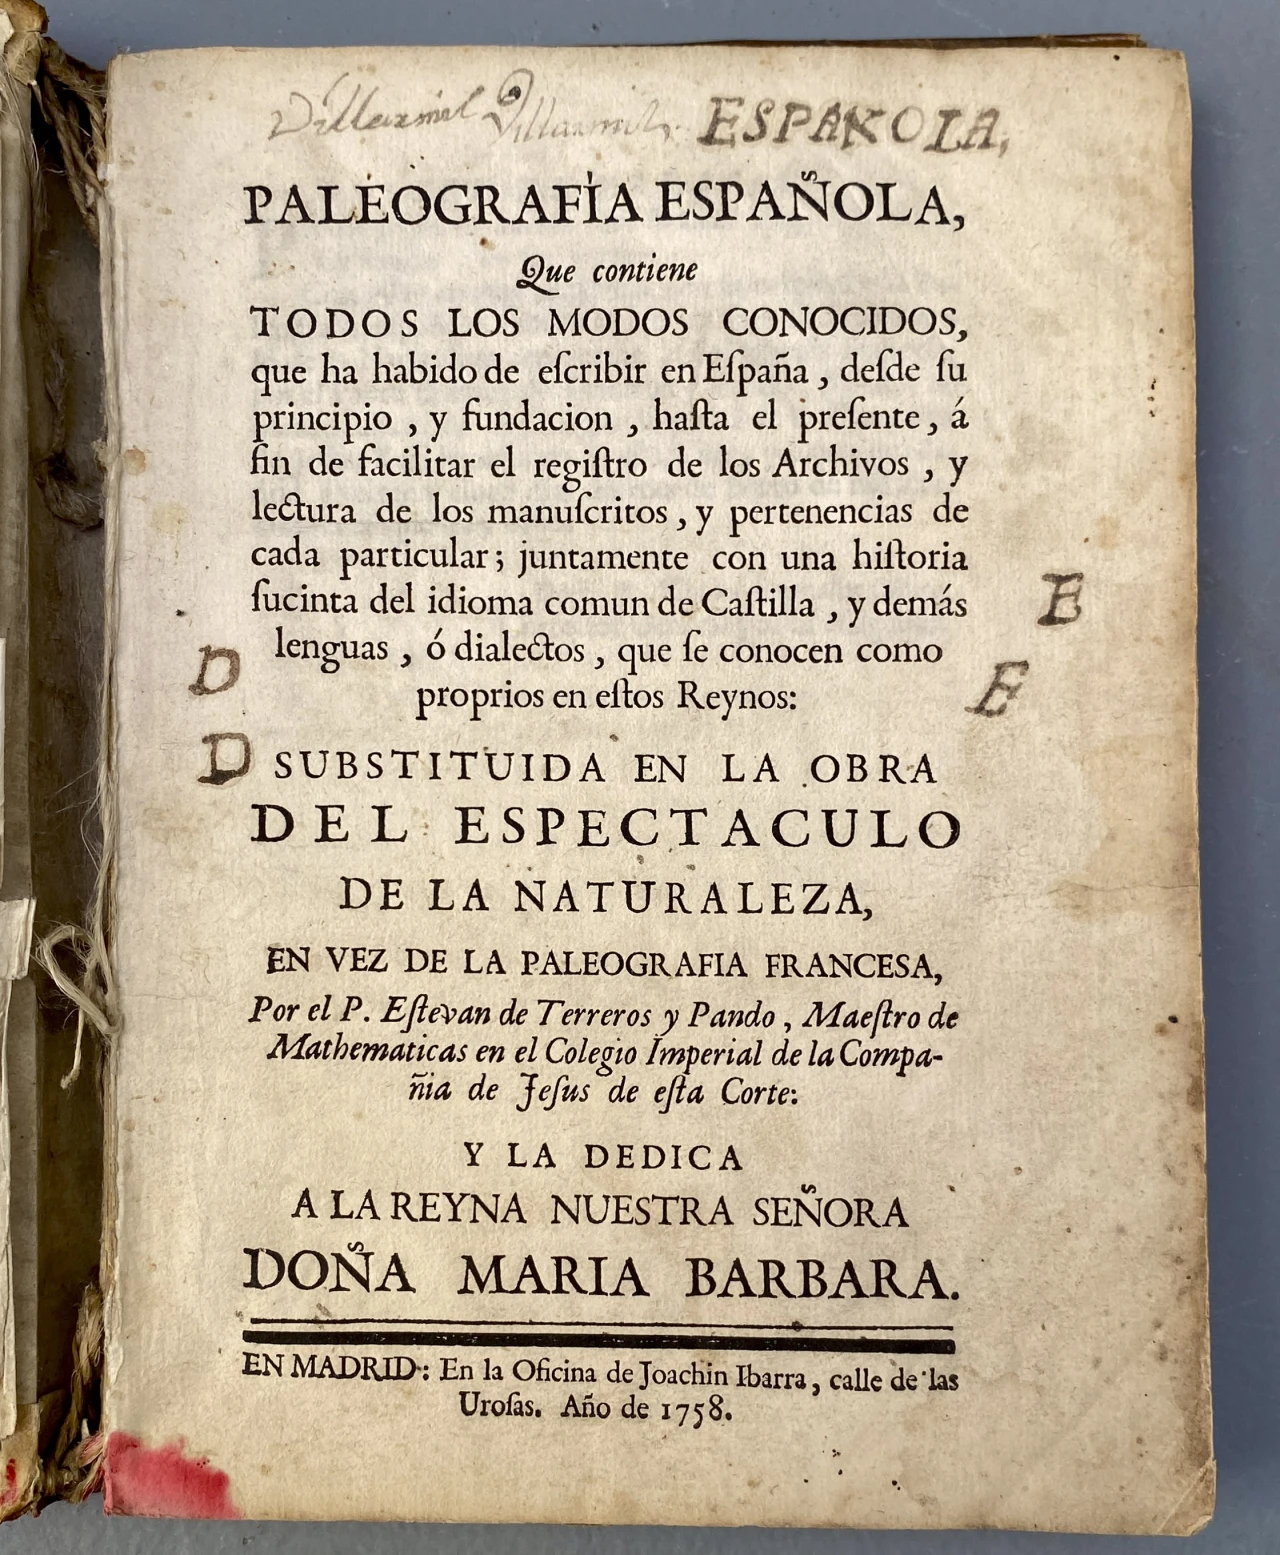 Villarmil Villarmil ESPAKOLA,
PALEOGRAFÌA ESPAÑOLA,
Que contiene
TODOS LOS MODOS CONOCIDOS,
que ha habido de eſcribir en Eſpaña, deſde ſu
principio, y fundacion, haſta el preſente, á
fin de facilitar el regiſtro de los Archivos, y
lectura de los manuſcritos, y pertenencias de
cada particular; juntamente con una hiſtoria
ſucinta del idioma comun de Caſtilla, y demás
lenguas, ó dialectos, que ſe conocen como
proprios en eſtos Reynos:
SUBSTITUIDA EN LA OBRA
DEL ESPECTACULO
DE LA NATURALEZA,
EN VEZ DE LA PALEOGRAFIA FRANCESA,
Por el P. Eſtevan de Terreros y Pando, Maeſtro de
Mathematicas en el Colegio Imperial de la Compa-
ñia de Jeſus de eſta Corte:
Y LA DEDICA
A LA REYNA NUESTRA SEÑORA
DOÑA MARIA BARBARA.
EN MADRID: En la Oficina de Joachin Ibarra, calle de las
Uroſas. Año de 1758.
D
D
E
E